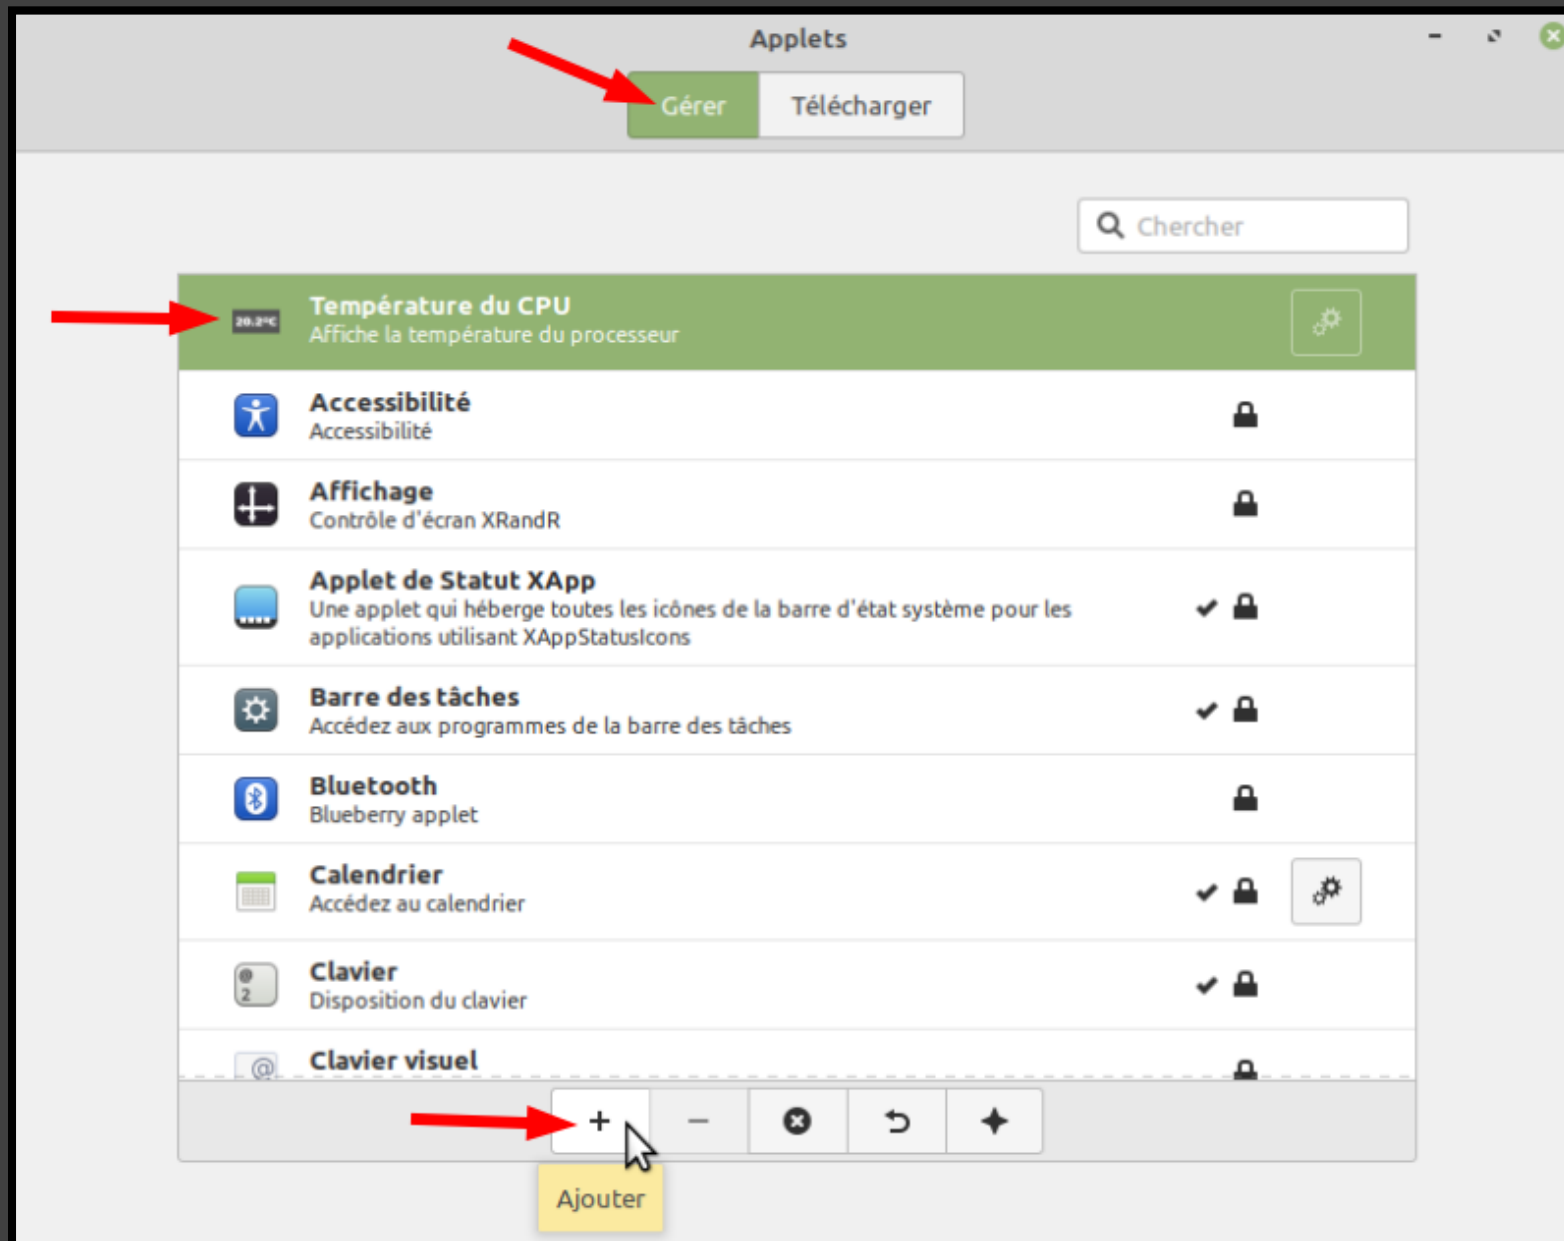 Applets
Gérer
Télécharger
Chercher
20.2°C
Température du CPU
Affiche la température du processeur
Accessibilité
Accessibilité
Affichage
Contrôle d'écran XRandR
Applet de Statut XApp
Une applet qui héberge toutes les icônes de la barre d'état système pour les
applications utilisant XAppStatusIcons
Barre des tâches
Accédez aux programmes de la barre des tâches
Bluetooth
Blueberry applet
Calendrier
Accédez au calendrier
@
2
Clavier
Disposition du clavier
@
Clavier visuel
Ajouter